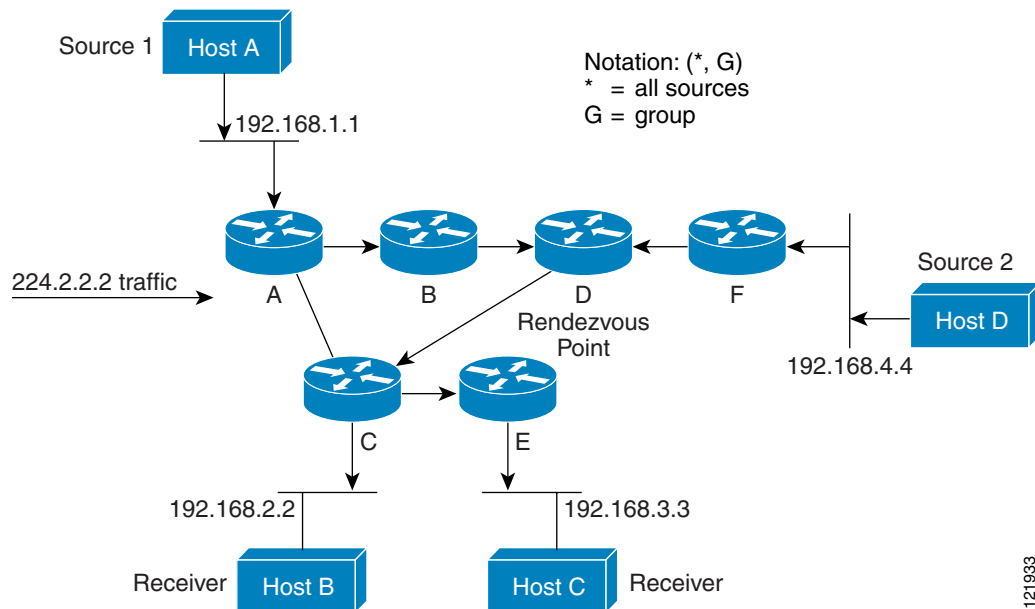 Source 1
Host A
Notation: (*, G)
* = all sources
G = group
192.168.1.1
224.2.2.2 traffic
A
B
D
Rendezvous
Point
F
Source 2
Host D
192.168.4.4
C
E
192.168.2.2
192.168.3.3
Receiver
Host B
Host C
Receiver
121933